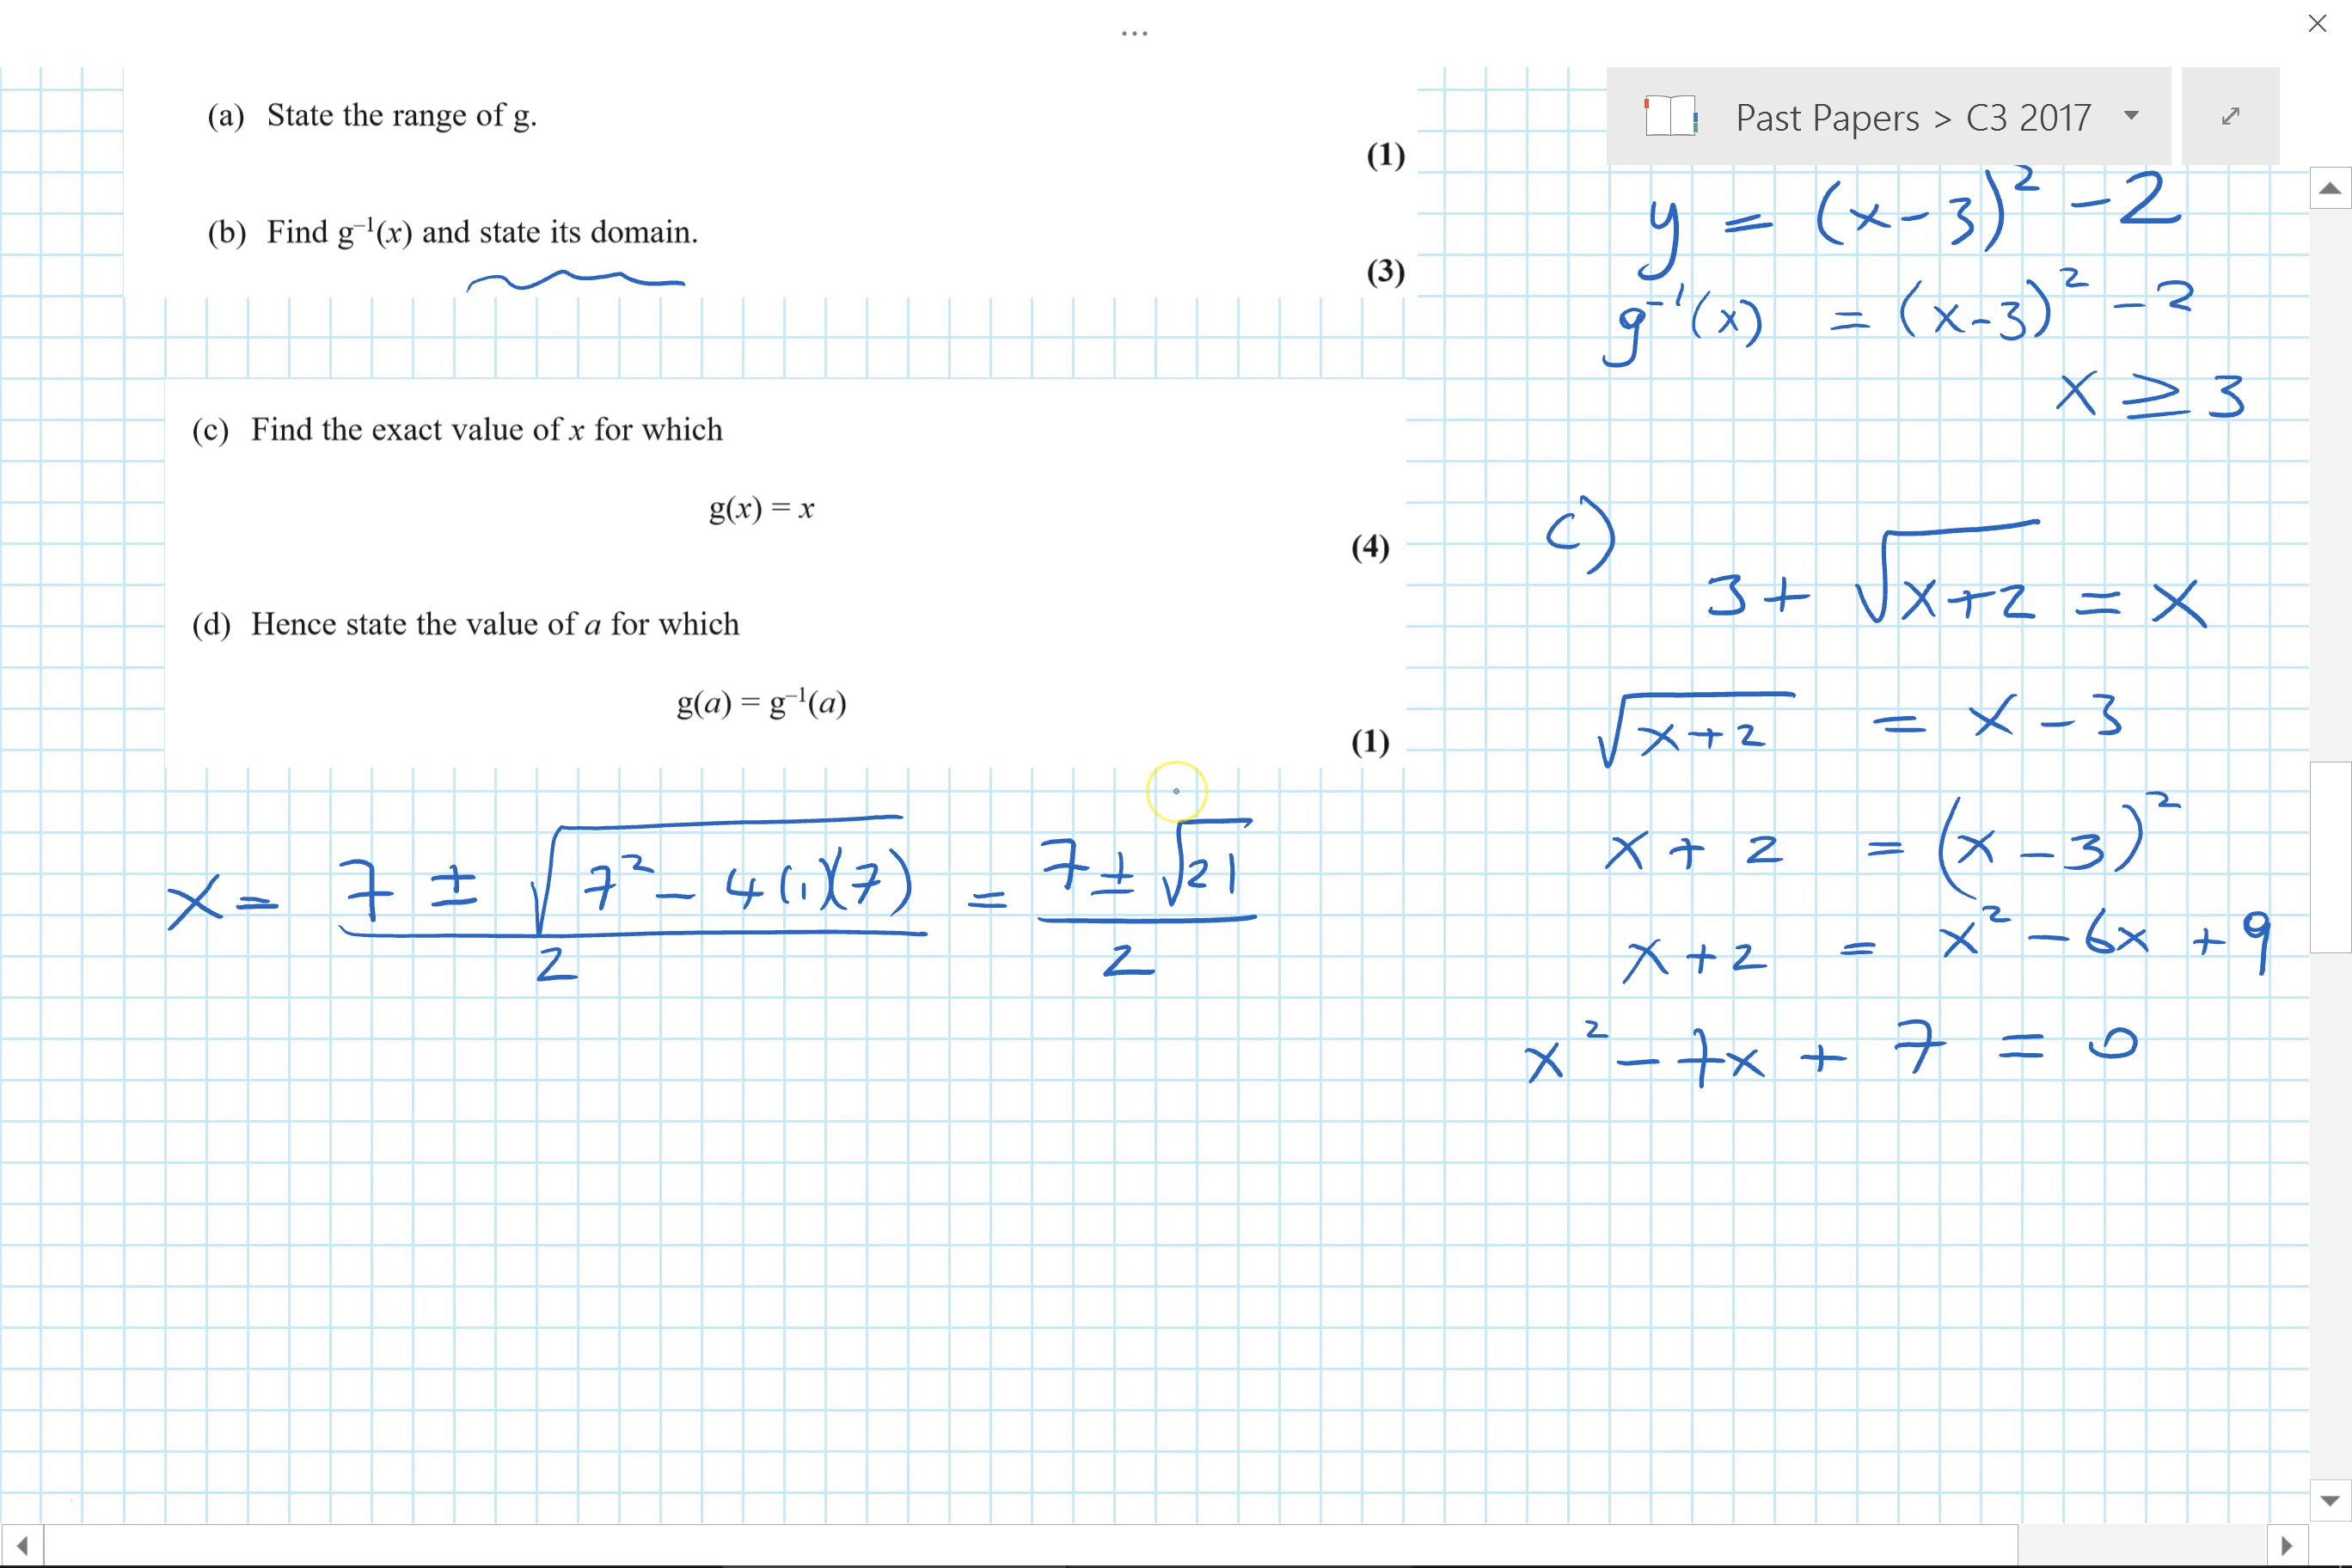 ...
Past Papers > C3 2017
(a) State the range of g.
(1)
(b) Find g⁻¹(x) and state its domain.
(3)
(c) Find the exact value of x for which
g(x) = x
(4)
(d) Hence state the value of a for which
g(a) = g⁻¹(a)
(1)
x = (7 ± √(7² - 4(1)(7)))/2 = (7 ± √21)/2
y = (x-3)² - 2
g⁻¹(x) = (x-3)² - 2
x ≥ 3
c)
3 + √(x+2) = x
√(x+2) = x - 3
x + 2 = (x - 3)²
x + 2 = x² - 6x + 9
x² - 7x + 7 = 0